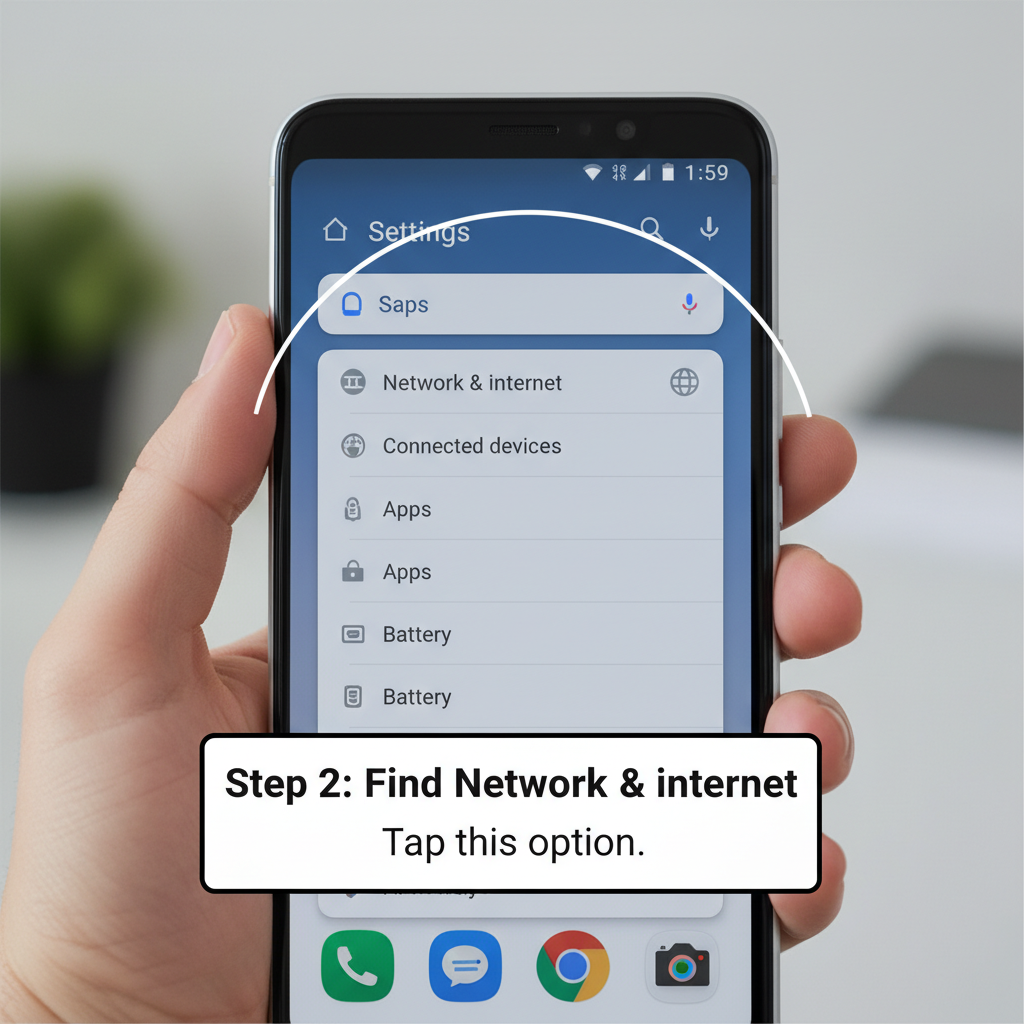 1:59
Settings
Saps
Network & internet
Connected devices
Apps
Apps
Battery
Battery
Step 2: Find Network & internet
Tap this option.